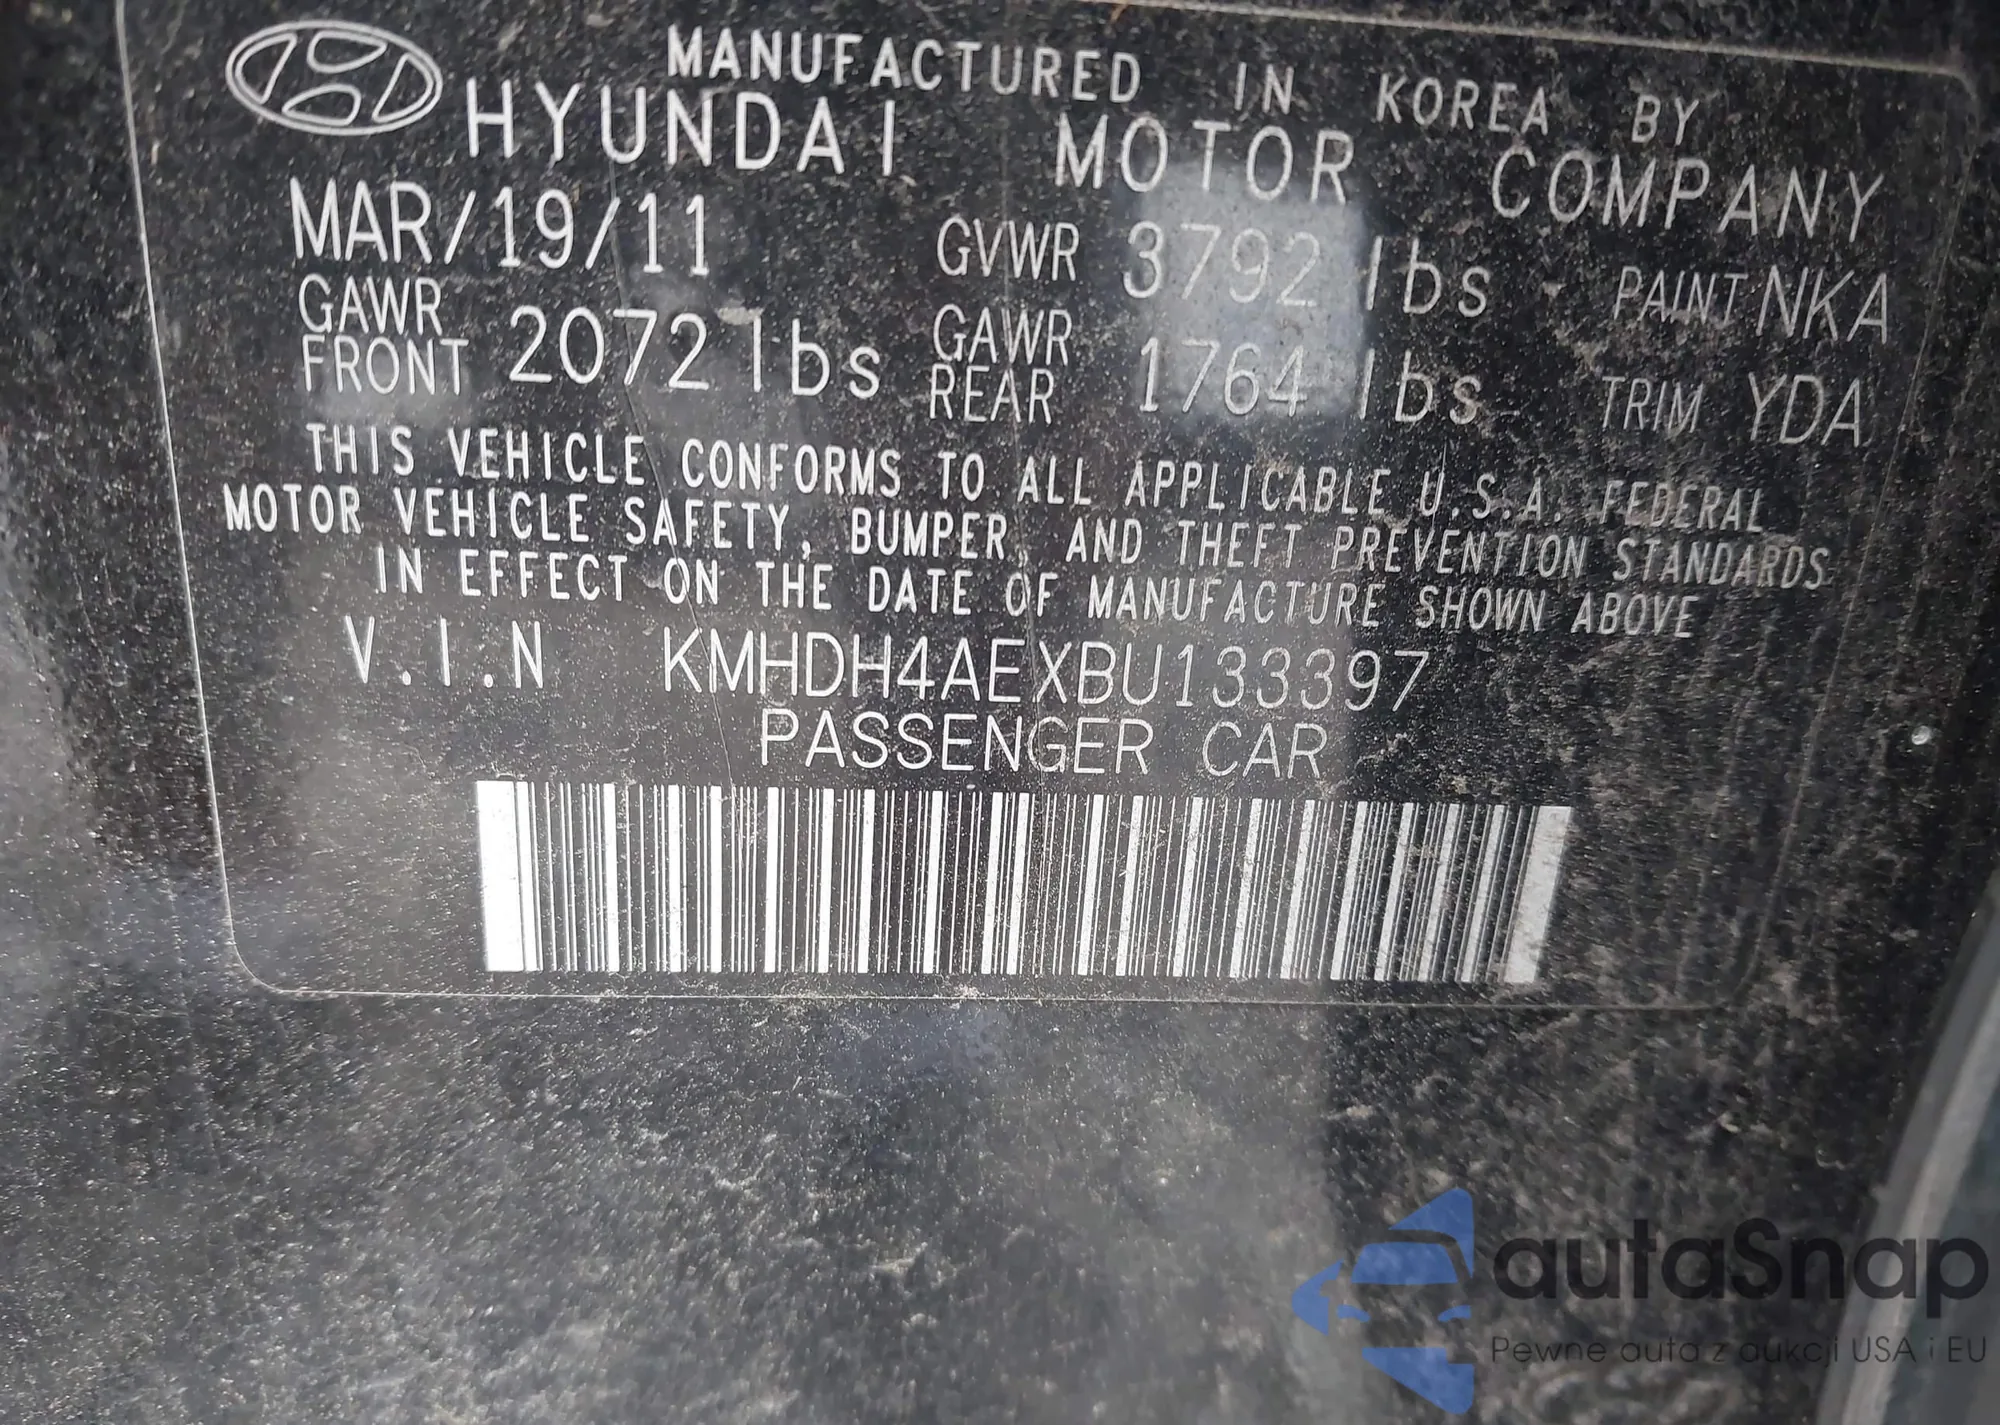 MANUFACTURED IN KOREA BY
HYUNDAI MOTOR COMPANY
MAR/19/11 GVWR 3792 lbs PAINT NKA
GAWR FRONT 2072 lbs GAWR REAR 1764 lbs TRIM YDA
THIS VEHICLE CONFORMS TO ALL APPLICABLE U.S.A. FEDERAL
MOTOR VEHICLE SAFETY, BUMPER, AND THEFT PREVENTION STANDARDS
IN EFFECT ON THE DATE OF MANUFACTURE SHOWN ABOVE
V.I.N KMHDH4AEXBU133397
PASSENGER CAR
autaSnap
Pewne auta z aukcji USA i EU